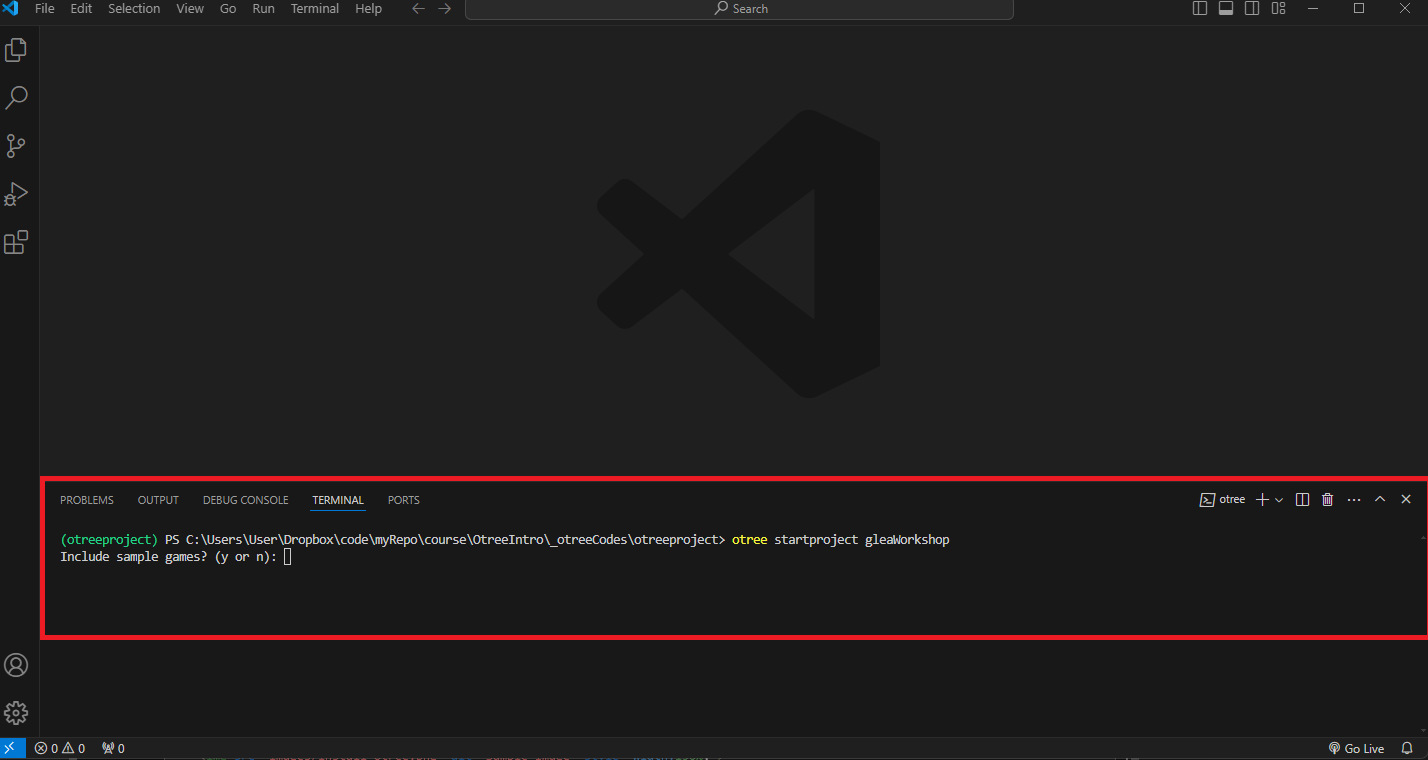 File Edit Selection View Go Run Terminal Help Search
PROBLEMS OUTPUT DEBUG CONSOLE TERMINAL PORTS otree
(otreeproject) PS C:\Users\User\Dropbox\code\myRepo\course\OtreeIntro\_otreeCodes\otreeproject> otree startproject gleaWorkshop
Include sample games? (y or n):
0 0 0 Go Live